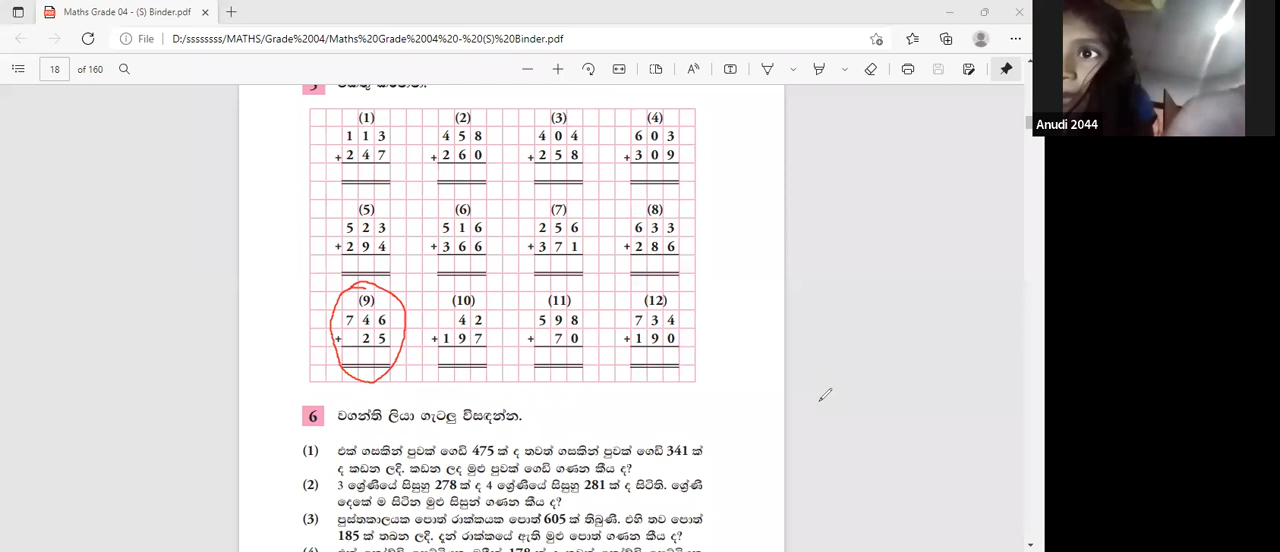 Maths Grade 04 - (S) Binder.pdf
File D:/ssssssss/MATHS/Grade%2004/Maths%20Grade%2004%20-%20(S)%20Binder.pdf
18 of 160
Anudi 2044
(1) (2) (3) (4)
1 1 3 4 5 8 4 0 4 6 0 3
+ 2 4 7 + 2 6 0 + 2 5 8 + 3 0 9
(5) (6) (7) (8)
5 2 3 5 1 6 2 5 6 6 3 3
+ 2 9 4 + 3 6 6 + 3 7 1 + 2 8 6
(9) (10) (11) (12)
7 4 6 4 2 5 9 8 7 3 4
+ 2 5 + 1 9 7 + 7 0 + 1 9 0
6 වගන්ති ලියා ගැටලු විසඳන්න.
(1) එක් ගසකින් පුවක් ගෙඩි 475 ක් ද තවත් ගසකින් පුවක් ගෙඩි 341 ක්
ද කඩන ලදි. කඩන ලද මුළු පුවක් ගෙඩි ගණන කීය ද?
(2) 3 ශ්‍රේණියේ සිසුහු 278 ක් ද 4 ශ්‍රේණියේ සිසුහු 281 ක් ද සිටිති. ශ්‍රේණි
දෙකේ ම සිටින මුළු සිසුන් ගණන කීය ද?
(3) පුස්තකාලයක පොත් රාක්කයක පොත් 605 ක් තිබුණි. එහි තව පොත්
185 ක් තබන ලදි. දැන් රාක්කයේ ඇති මුළු පොත් ගණන කීය ද?